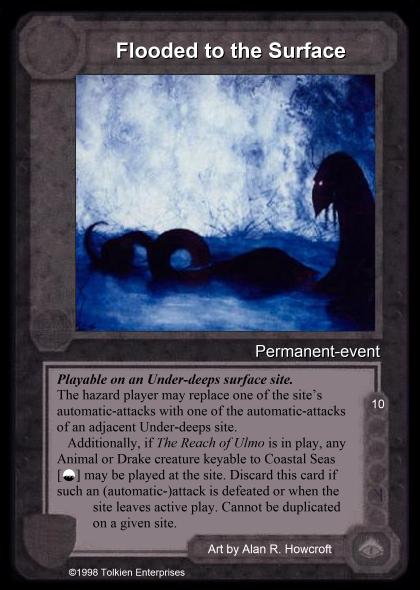 Flooded to the Surface
Permanent-event
Playable on an Under-deeps surface site.
The hazard player may replace one of the site's
automatic-attacks with one of the automatic-attacks
of an adjacent Under-deeps site.
Additionally, if The Reach of Ulmo is in play, any
Animal or Drake creature keyable to Coastal Seas
[] may be played at the site. Discard this card if
such an (automatic-)attack is defeated or when the
site leaves active play. Cannot be duplicated
on a given site.
10
Art by Alan R. Howcroft
©1998 Tolkien Enterprises